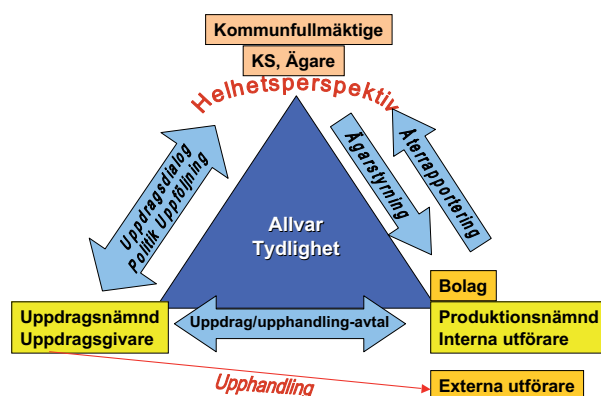 Kommunfullmäktige
KS, Ägare
Helhetsperspektiv
Uppdragsdialog
Politik Uppföljning
Ägarstyrning
Återrapportering
Allvar
Tydlighet
Bolag
Uppdragsnämnd
Uppdragsgivare
Uppdrag/upphandling-avtal
Produktionsnämnd
Interna utförare
Upphandling
Externa utförare